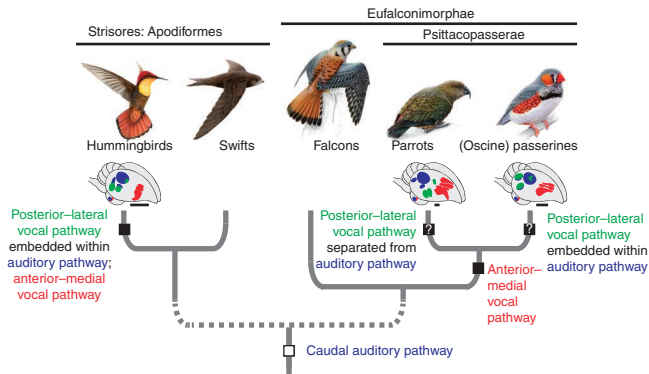 Eufalconimorphae
Strisores: Apodiformes
Psittacopasserae
Hummingbirds
Swifts
Falcons
Parrots
(Oscine) passerines
Posterior–lateral
vocal pathway
embedded within
auditory pathway;
anterior–medial
vocal pathway
Posterior–lateral
vocal pathway
separated from
auditory pathway
?
?
Posterior–lateral
vocal pathway
embedded within
auditory pathway
Anterior–
medial
vocal
pathway
Caudal auditory pathway